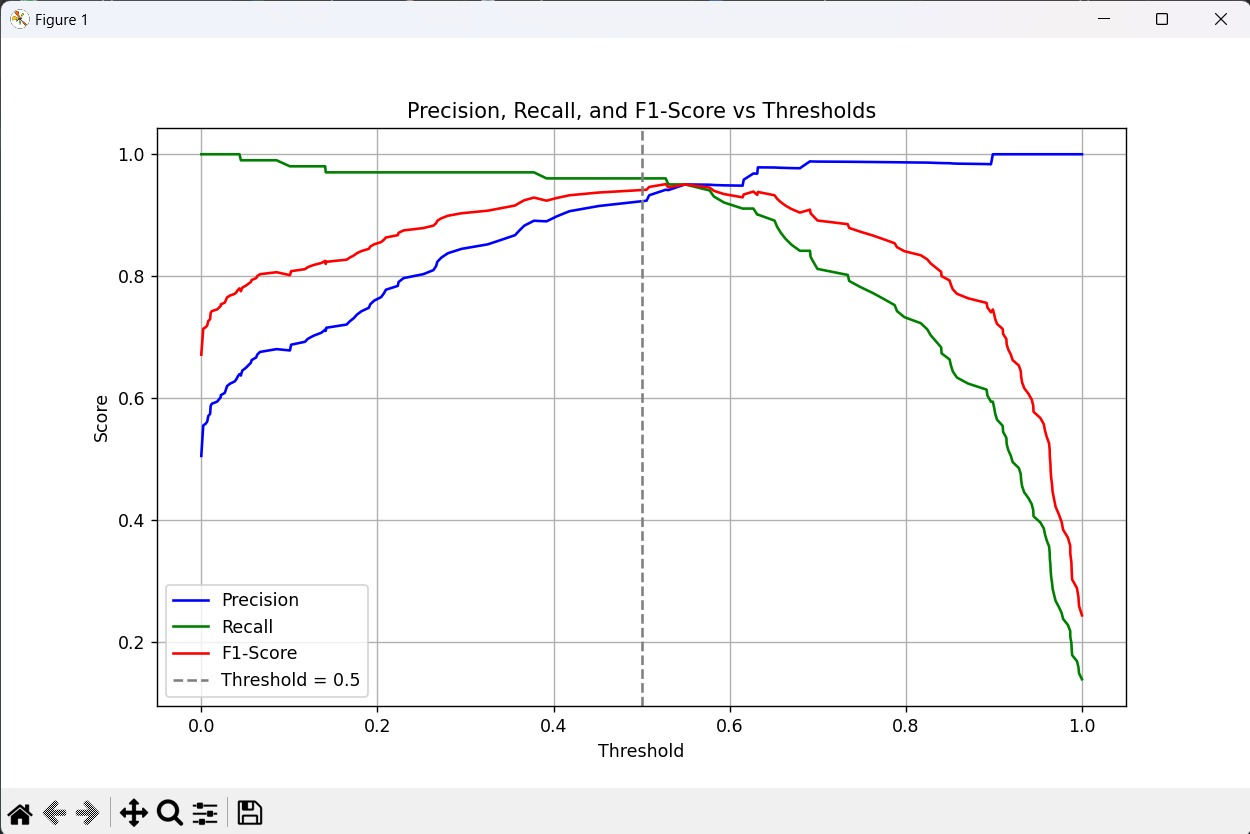 Figure 1
Precision, Recall, and F1-Score vs Thresholds
1.0
0.8
0.6
0.4
0.2
Score
Precision
Recall
F1-Score
Threshold = 0.5
0.0 0.2 0.4 0.6 0.8 1.0
Threshold